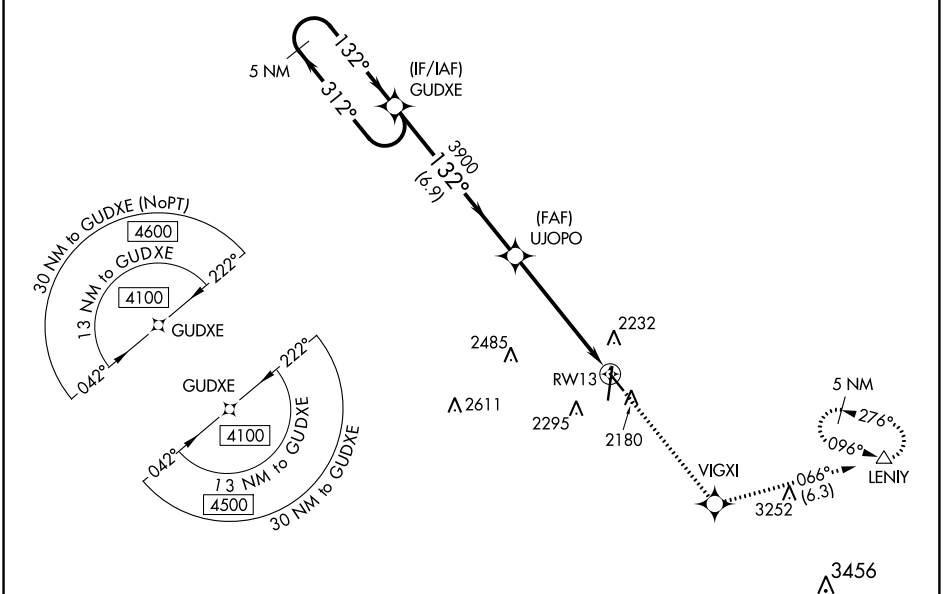 132°
5 NM
312°
(IF/IAF)
GUDXE
3900
132°
(6.9)
(FAF)
UJOPO
30 NM to GUDXE (NoPT)
4600
13 NM to GUDXE
4100
222°
042°
GUDXE
GUDXE
222°
042°
4100
13 NM to GUDXE
4500
30 NM to GUDXE
2232
2485
RW13
2611
2295
2180
5 NM
276°
096°
LENIY
VIGXI
066°
(6.3)
3252
3456